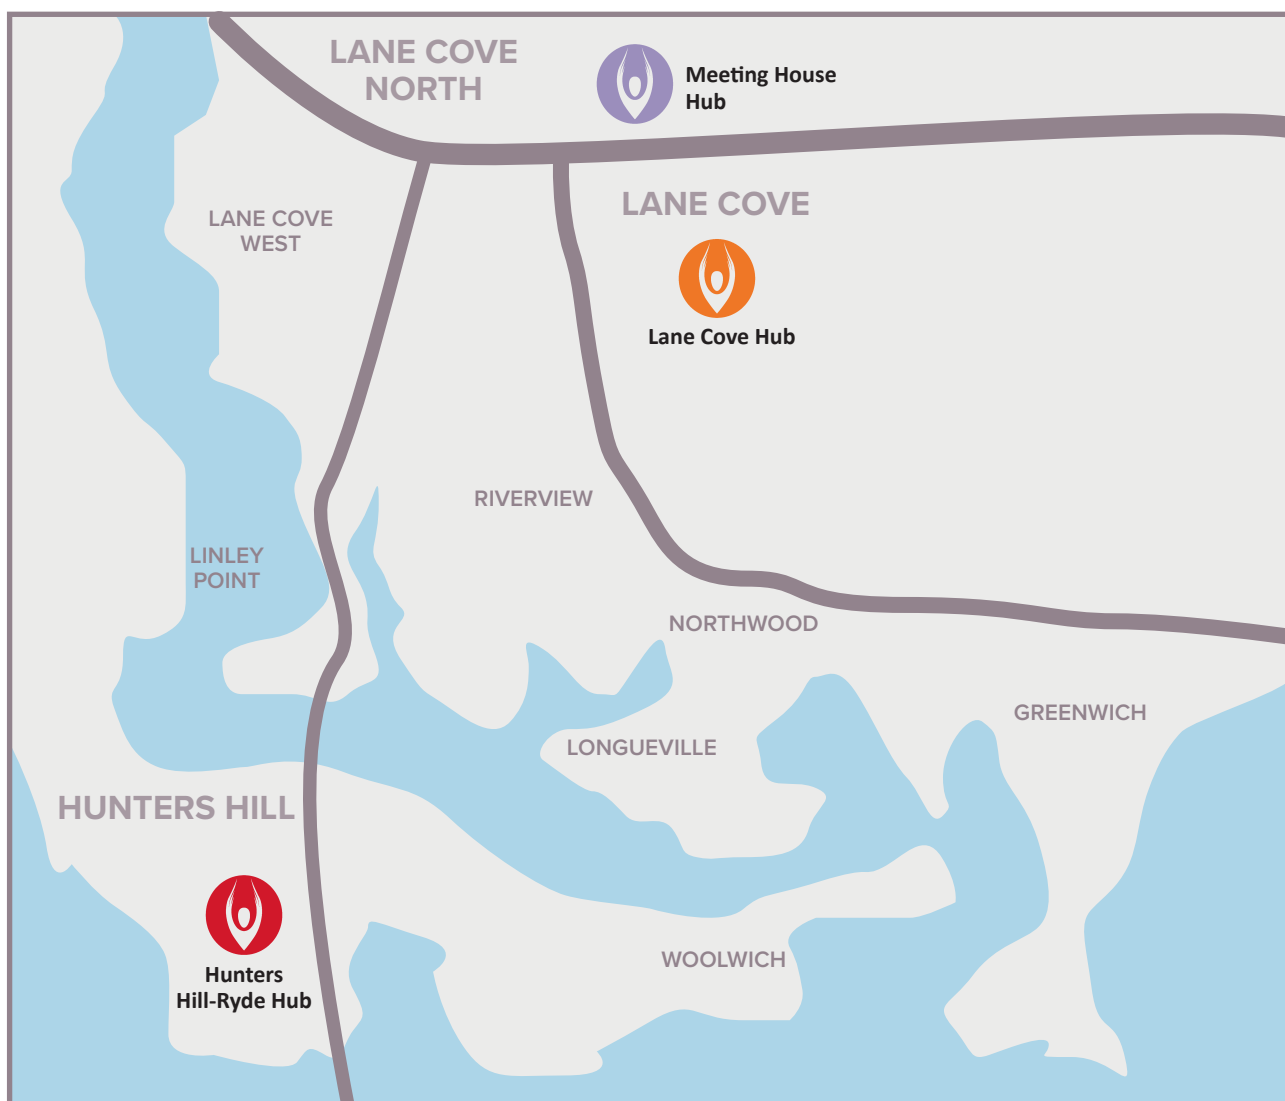 LANE COVE
NORTH
Meeting House
Hub
LANE COVE
WEST
LANE COVE
Lane Cove Hub
RIVERVIEW
LINLEY
POINT
NORTHWOOD
GREENWICH
LONGUEVILLE
HUNTERS HILL
Hunters
Hill-Ryde Hub
WOOLWICH